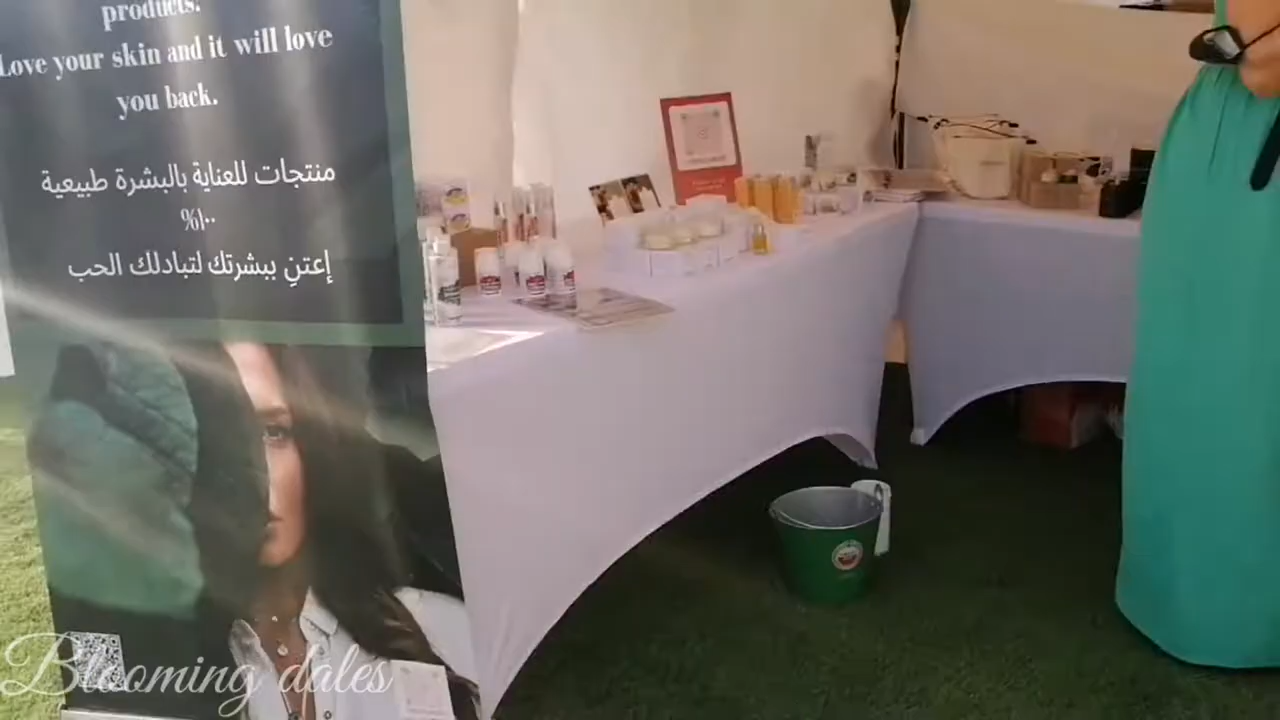 products.
Love your skin and it will love
you back.
منتجات للعناية بالبشرة طبيعية
%١٠٠
إعتنِ ببشرتك لتبادلك الحب
Blooming dales